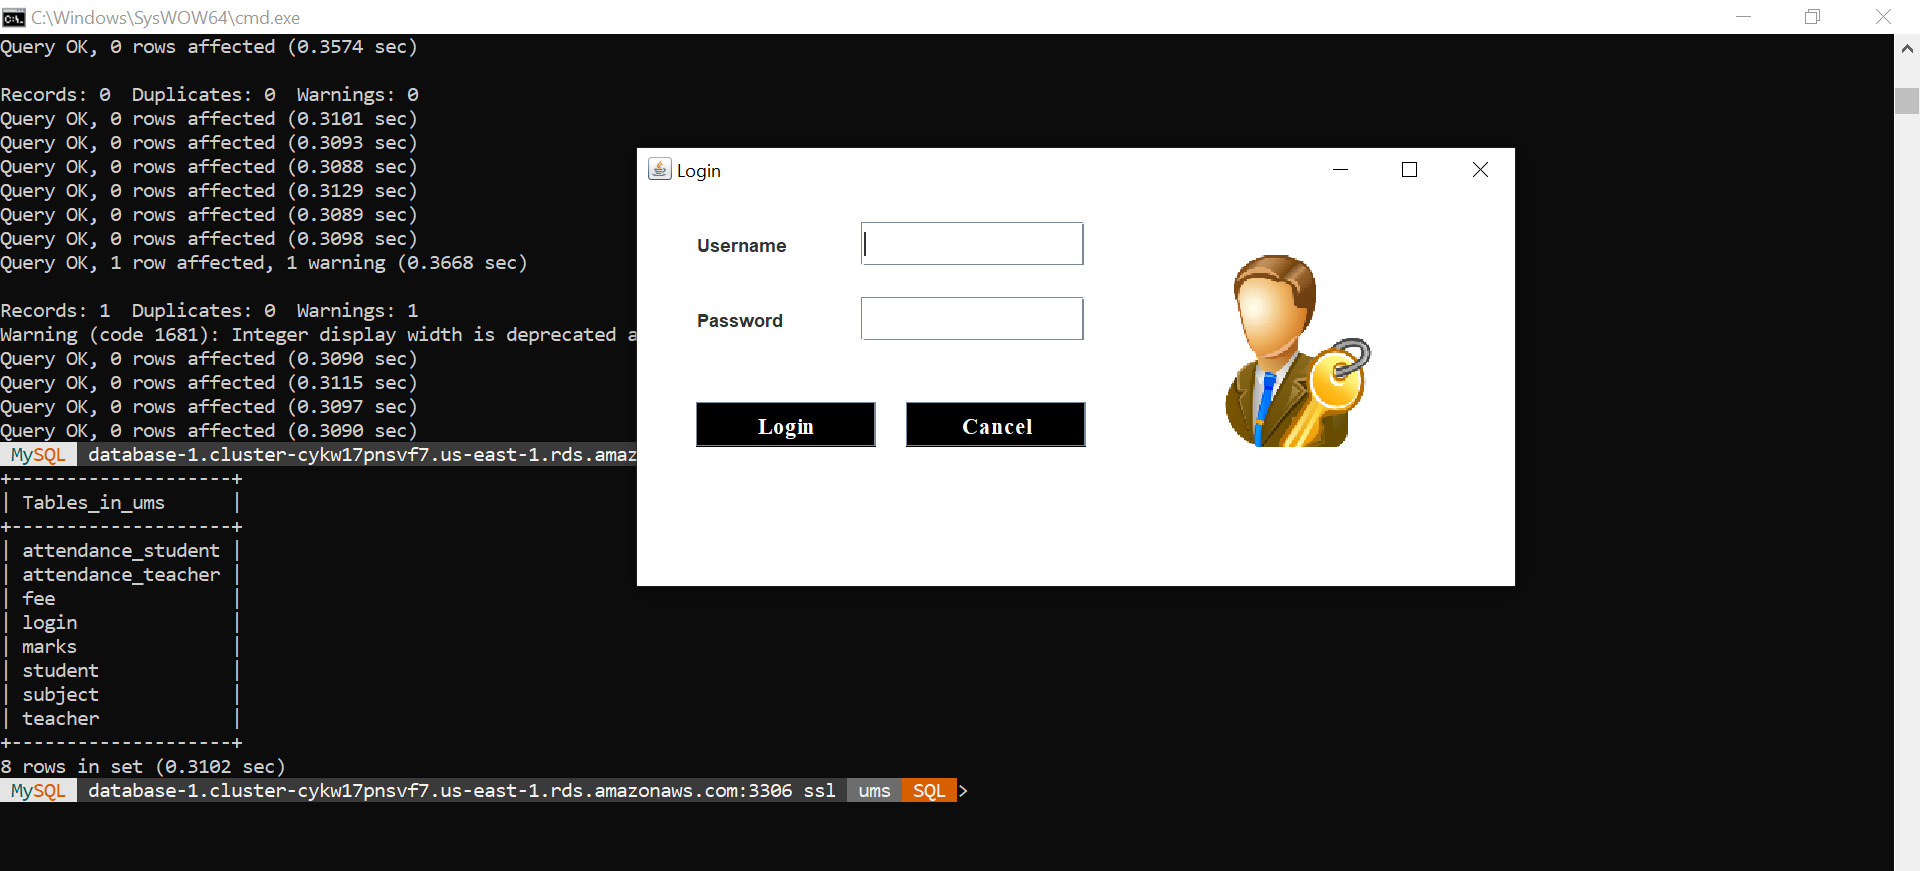 C:\Windows\SysWOW64\cmd.exe
Query OK, 0 rows affected (0.3574 sec)
Records: 0  Duplicates: 0  Warnings: 0
Query OK, 0 rows affected (0.3101 sec)
Query OK, 0 rows affected (0.3093 sec)
Query OK, 0 rows affected (0.3088 sec)
Query OK, 0 rows affected (0.3129 sec)
Query OK, 0 rows affected (0.3089 sec)
Query OK, 0 rows affected (0.3098 sec)
Query OK, 1 row affected, 1 warning (0.3668 sec)
Records: 1  Duplicates: 0  Warnings: 1
Warning (code 1681): Integer display width is deprecated a
Query OK, 0 rows affected (0.3090 sec)
Query OK, 0 rows affected (0.3115 sec)
Query OK, 0 rows affected (0.3097 sec)
Query OK, 0 rows affected (0.3090 sec)
MySQL database-1.cluster-cykw17pnsvf7.us-east-1.rds.amaz
+--------------------+
| Tables_in_ums      |
+--------------------+
| attendance_student |
| attendance_teacher |
| fee                |
| login              |
| marks              |
| student            |
| subject            |
| teacher            |
+--------------------+
8 rows in set (0.3102 sec)
MySQL database-1.cluster-cykw17pnsvf7.us-east-1.rds.amazonaws.com:3306 ssl ums SQL >
Login
Username
Password
Login Cancel